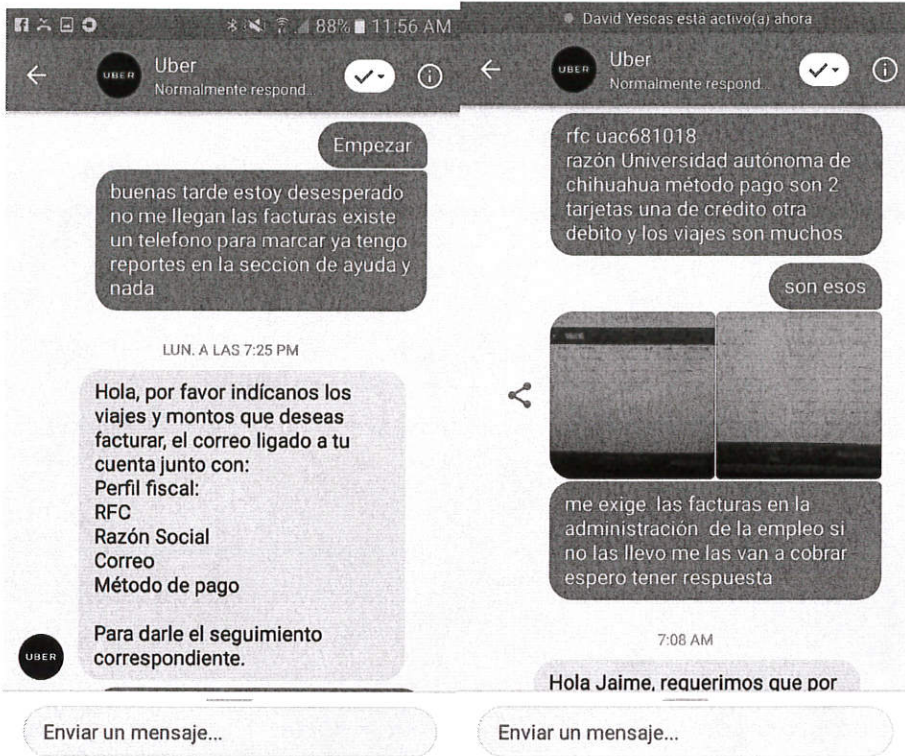 88% 11:56 AM
UBER
Uber
Normalmente respond...
Empezar
buenas tarde estoy desesperado
no me llegan las facturas existe
un telefono para marcar ya tengo
reportes en la sección de ayuda y
nada
LUN. A LAS 7:25 PM
Hola, por favor indícanos los
viajes y montos que deseas
facturar, el correo ligado a tu
cuenta junto con:
Perfil fiscal:
RFC
Razón Social
Correo
Método de pago
Para darle el seguimiento
correspondiente.
UBER
Enviar un mensaje...
David Yescas está activo(a) ahora
UBER
Uber
Normalmente respond...
rfc uac681018
razón Universidad autónoma de
chihuahua método pago son 2
tarjetas una de crédito otra
debito y los viajes son muchos
son esos
me exige las facturas en la
administración de la empleo si
no las llevo me las van a cobrar
espero tener respuesta
7:08 AM
Hola Jaime, requerimos que por
Enviar un mensaje...